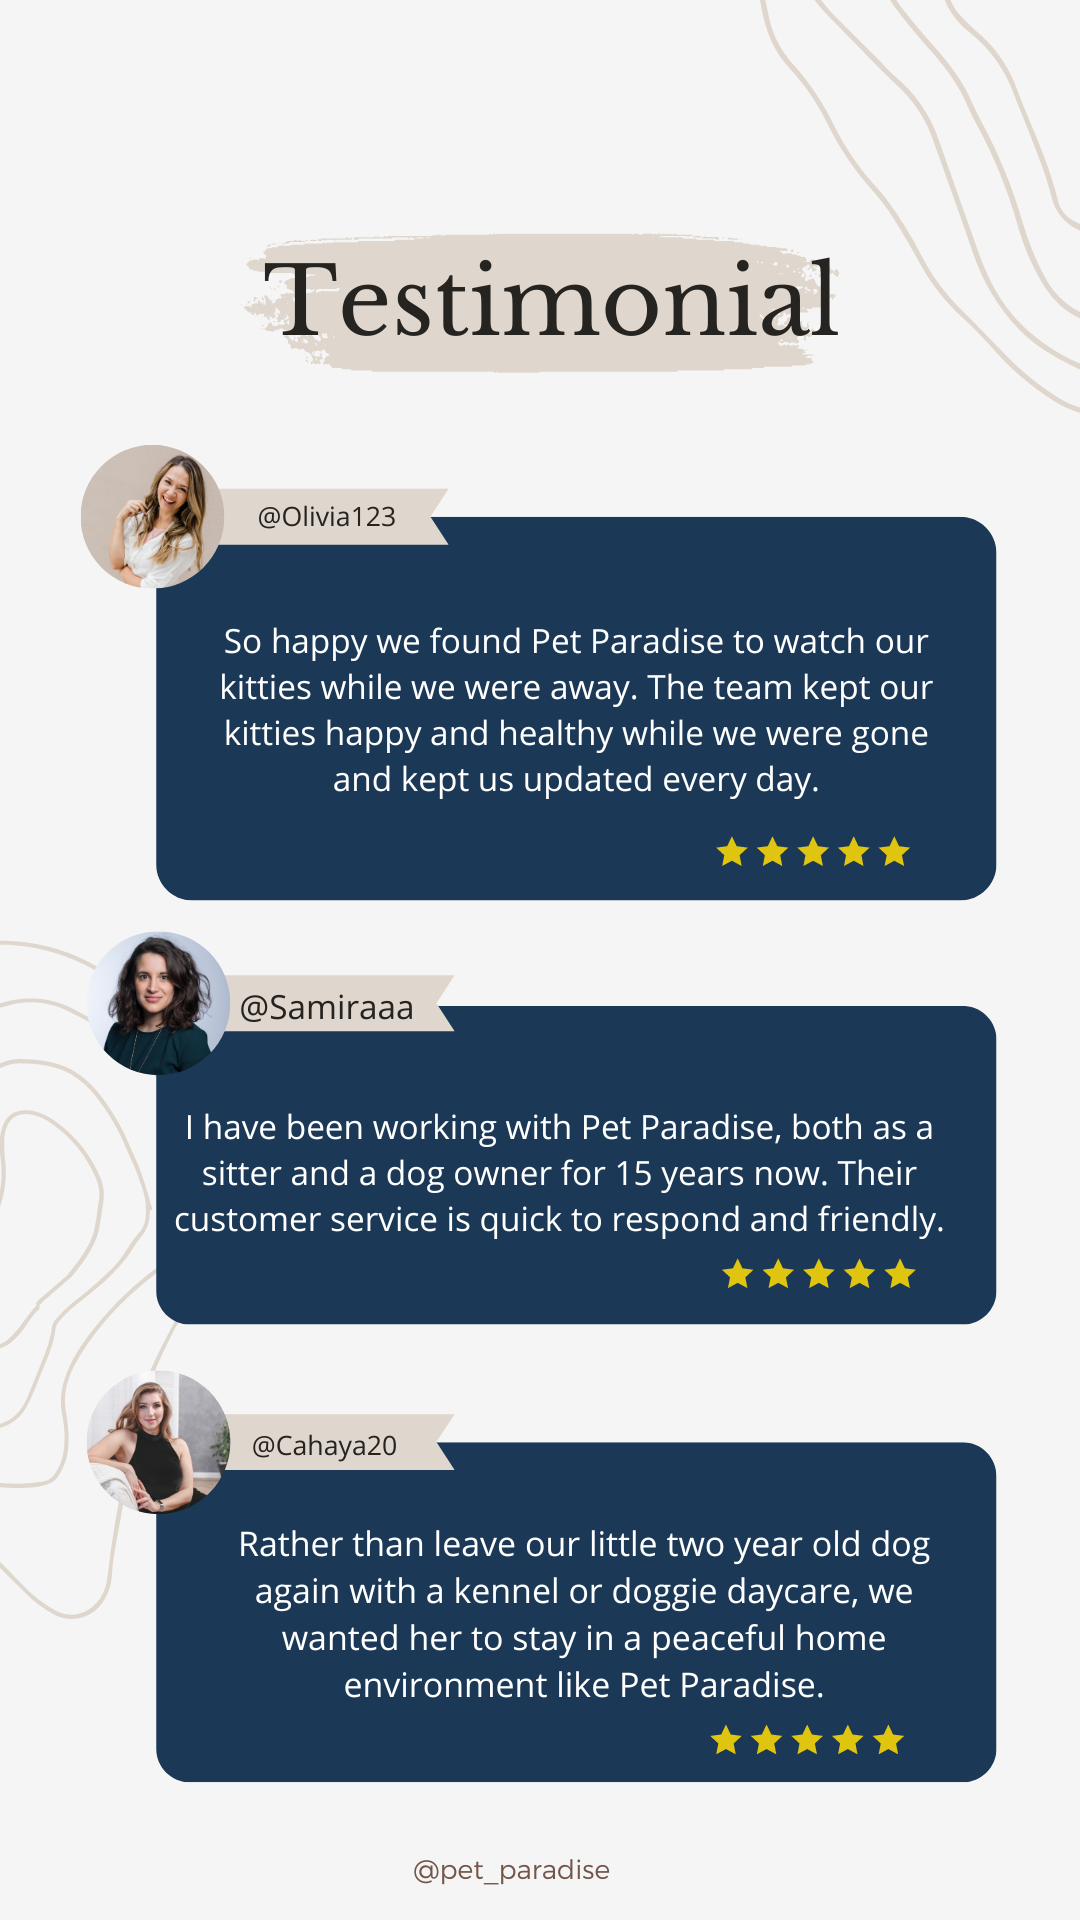 Testimonial
@Olivia123
So happy we found Pet Paradise to watch our
kitties while we were away. The team kept our
kitties happy and healthy while we were gone
and kept us updated every day.
@Samiraaa
I have been working with Pet Paradise, both as a
sitter and a dog owner for 15 years now. Their
customer service is quick to respond and friendly.
@Cahaya20
Rather than leave our little two year old dog
again with a kennel or doggie daycare, we
wanted her to stay in a peaceful home
environment like Pet Paradise.
@pet_paradise